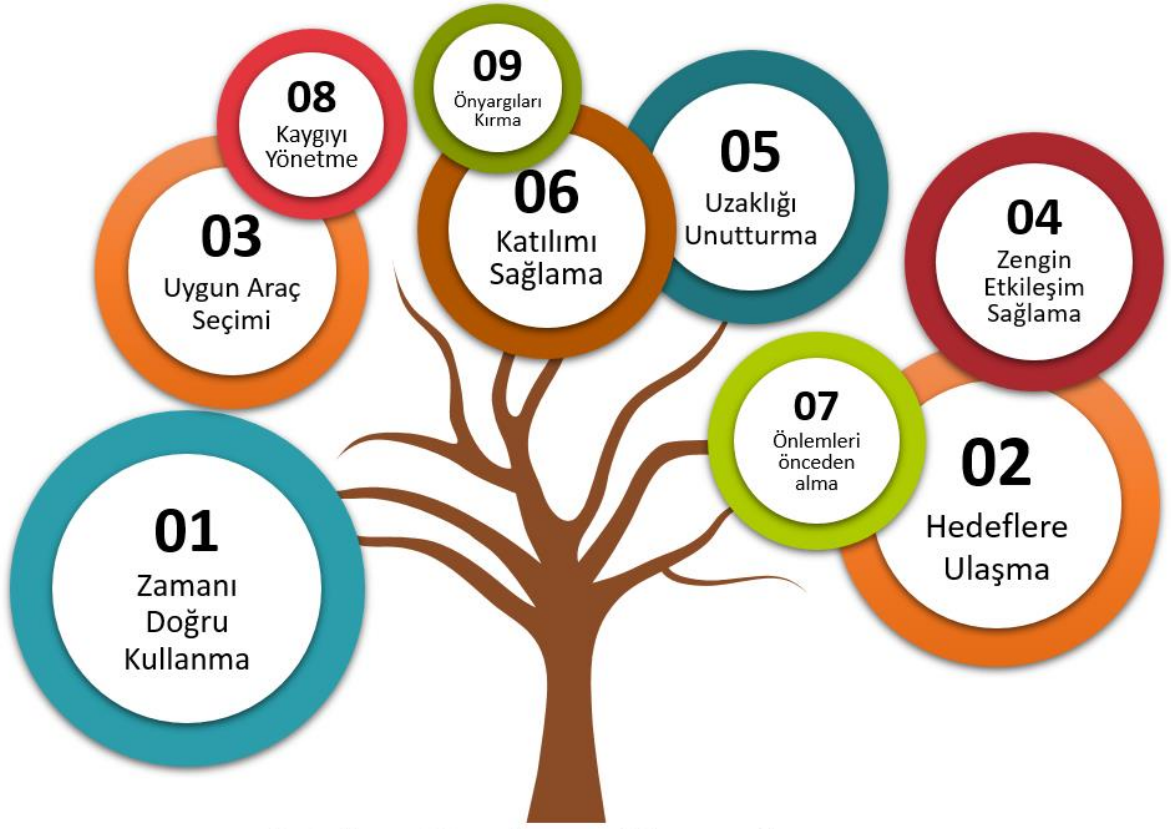 01
Zamanı
Doğru
Kullanma
02
Hedeflere
Ulaşma
03
Uygun Araç
Seçimi
04
Zengin
Etkileşim
Sağlama
05
Uzaklığı
Unutturma
06
Katılımı
Sağlama
07
Önlemleri
önceden
alma
08
Kaygıyı
Yönetme
09
Önyargıları
Kırma